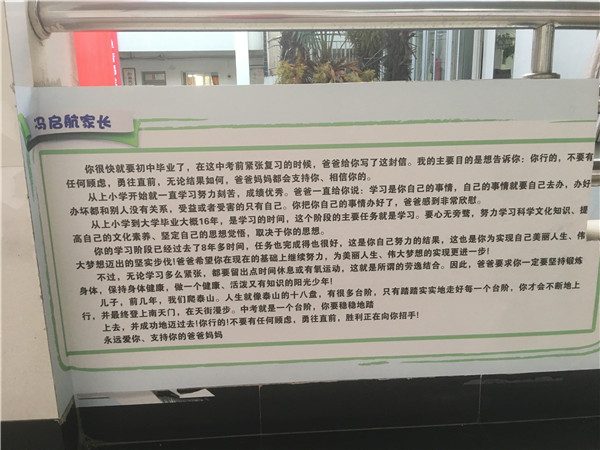 冯启航家长
你很快就要初中毕业了，在这中考前紧张复习的时候，爸爸给你写了这封信。我的主要目的是想告诉你：你行的，不要有
任何顾虑，勇往直前，无论结果如何，爸爸妈妈都会支持你、相信你的。
从上小学开始就一直学习努力刻苦，成绩优秀。爸爸一直给你说：学习是你自己的事情，自己的事情就要自己去办，办好
办坏都和别人没有关系，受益或者受害的只有自己。你把你自己的事情办好了，爸爸感到非常欣慰。
从上小学到大学毕业大概16年，是学习的时间，这个阶段的主要任务就是学习。要心无旁骛，努力学习科学文化知识、提
高自己的文化素养、坚定自己的思想觉悟，取决于你的思想。
你的学习阶段已经过去了8年多时间，任务也完成得也很好，这是你自己努力的结果，这也是你为实现自己美丽人生、伟
大梦想迈出的坚实步伐!爸爸希望你在现在的基础上继续努力，为美丽人生、伟大梦想的实现更进一步!
不过，无论学习多么紧张，都要留出点时间休息或有氧运动，这就是所谓的劳逸结合。因此，爸爸要求你一定要坚持锻炼
身体，保持身体健康，做一个健康、活泼又有知识的阳光少年!
儿子，前几年，我们爬泰山。人生就像泰山的十八盘，有很多台阶，只有踏踏实实地走好每一个台阶，你才会不断地上
行，并最终登上南天门，在天街漫步。中考就是一个台阶，你要稳稳地踏
上去，并成功地迈过去!你行的!不要有任何顾虑，勇往直前，胜利正在向你招手!
永远爱你、支持你的爸爸妈妈